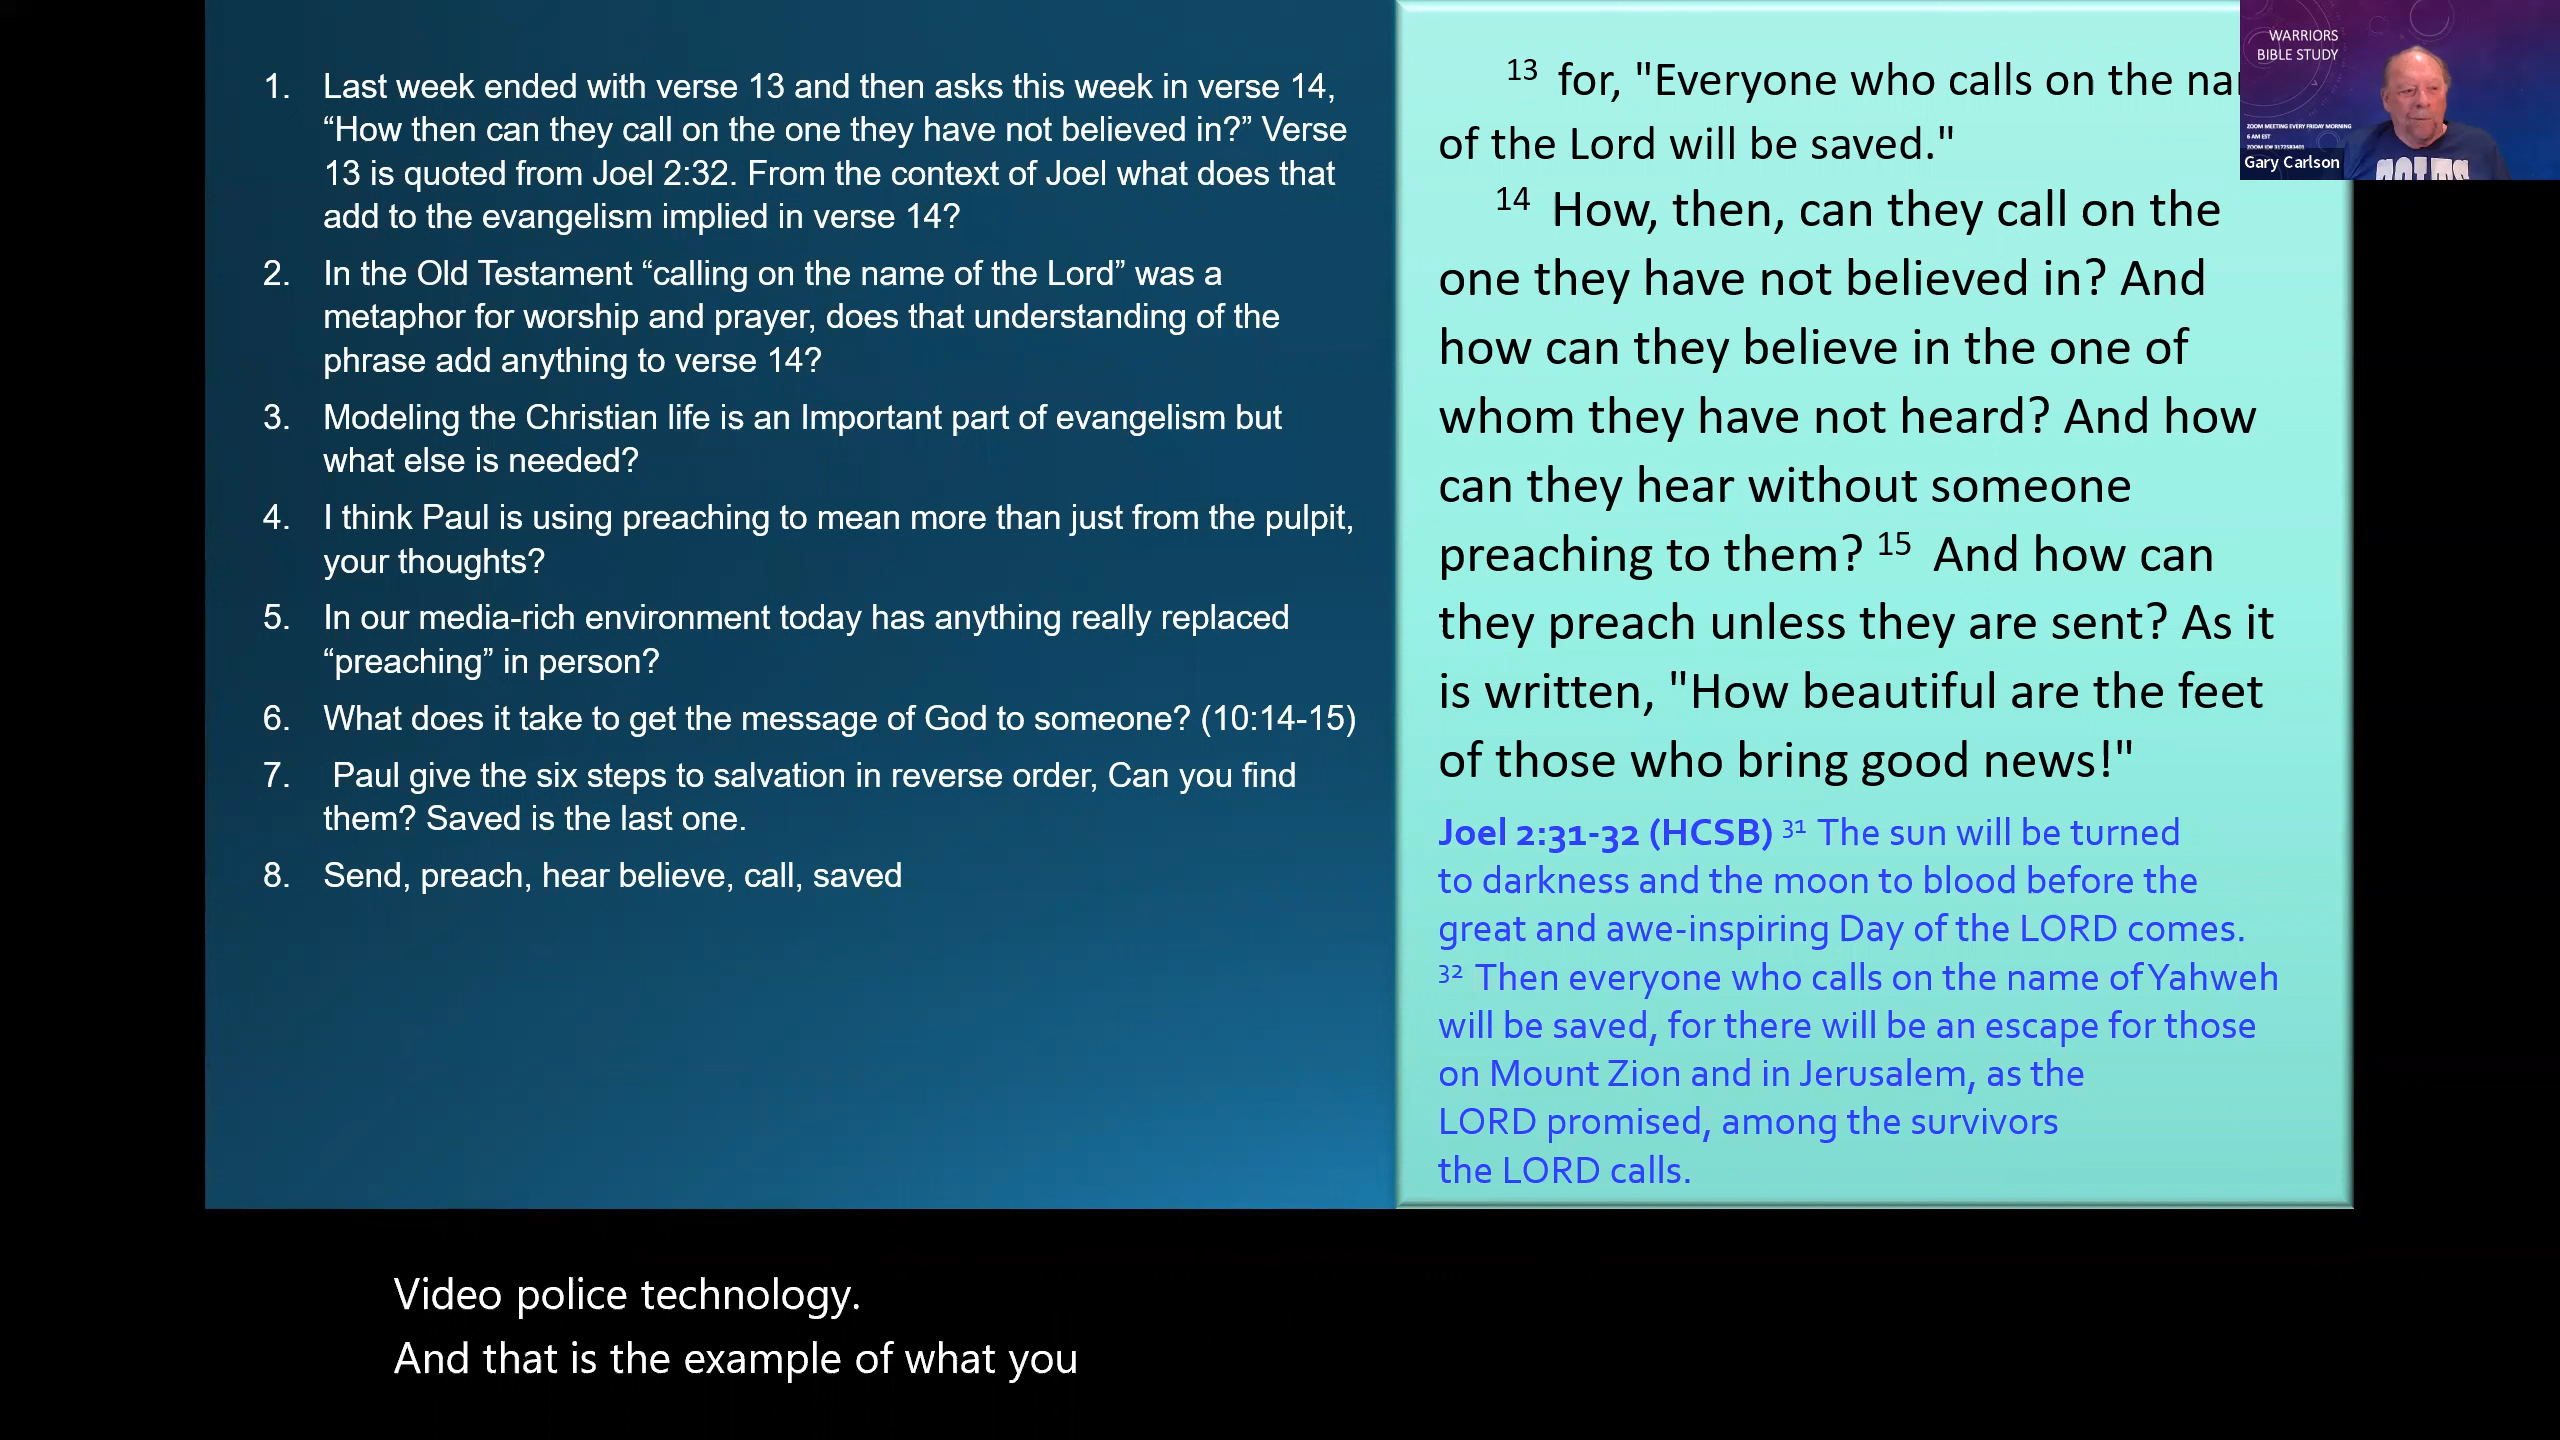 1. Last week ended with verse 13 and then asks this week in verse 14,
“How then can they call on the one they have not believed in?” Verse
13 is quoted from Joel 2:32. From the context of Joel what does that
add to the evangelism implied in verse 14?
2. In the Old Testament “calling on the name of the Lord” was a
metaphor for worship and prayer, does that understanding of the
phrase add anything to verse 14?
3. Modeling the Christian life is an Important part of evangelism but
what else is needed?
4. I think Paul is using preaching to mean more than just from the pulpit,
your thoughts?
5. In our media-rich environment today has anything really replaced
“preaching” in person?
6. What does it take to get the message of God to someone? (10:14-15)
7. Paul give the six steps to salvation in reverse order, Can you find
them? Saved is the last one.
8. Send, preach, hear believe, call, saved
13 for, "Everyone who calls on the
of the Lord will be saved."
14 How, then, can they call on the
one they have not believed in? And
how can they believe in the one of
whom they have not heard? And how
can they hear without someone
preaching to them? 15 And how can
they preach unless they are sent? As it
is written, "How beautiful are the feet
of those who bring good news!"
Joel 2:31-32 (HCSB) 31 The sun will be turned
to darkness and the moon to blood before the
great and awe-inspiring Day of the LORD comes.
32 Then everyone who calls on the name of Yahweh
will be saved, for there will be an escape for those
on Mount Zion and in Jerusalem, as the
LORD promised, among the survivors
the LORD calls.
WARRIORS
BIBLE STUDY
ZOOM MEETING EVERY FRIDAY MORNING
6 AM EST
Gary Carlson
Video police technology.
And that is the example of what you